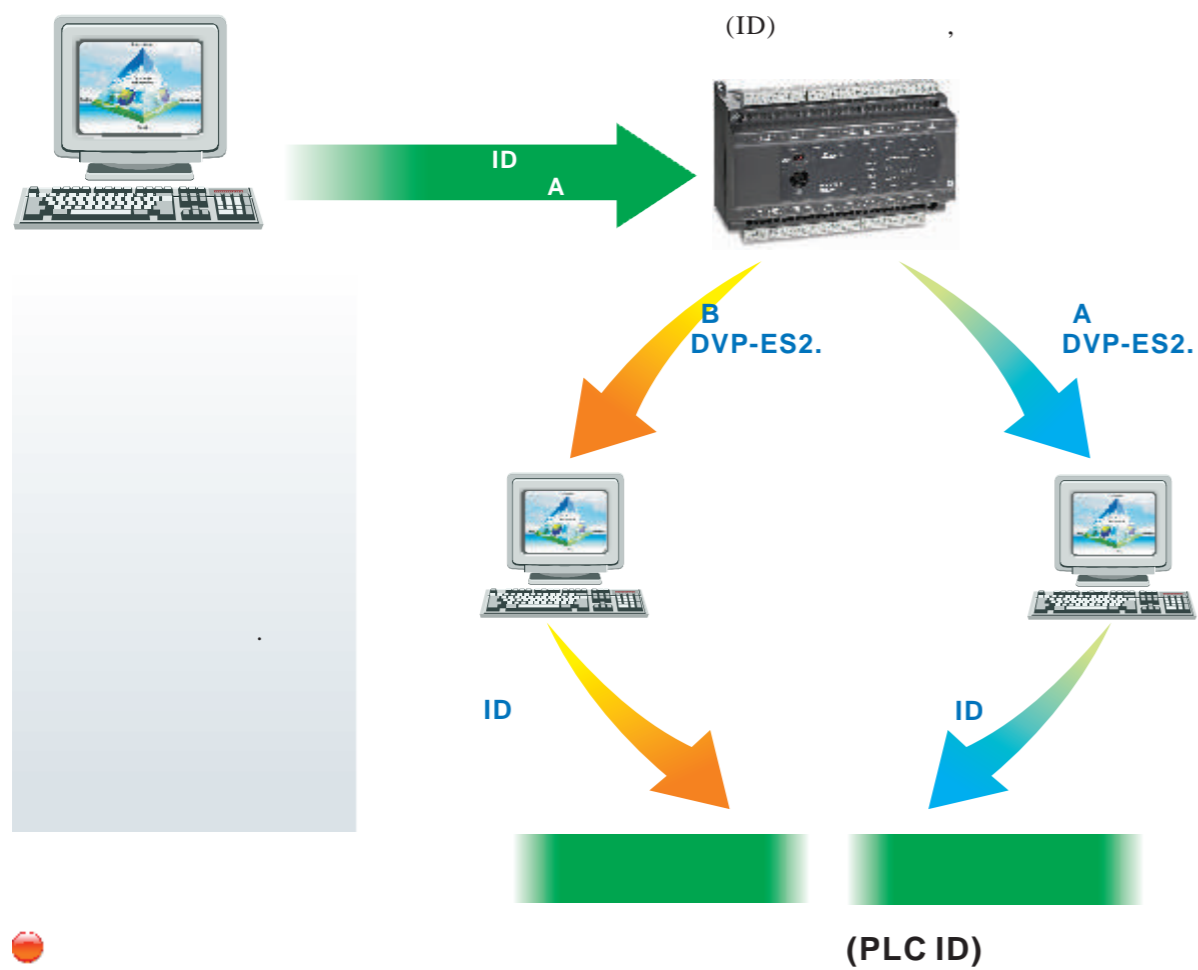 (ID) ,
ID
A
B
DVP-ES2.
A
DVP-ES2.
.
ID
ID
(PLC ID)